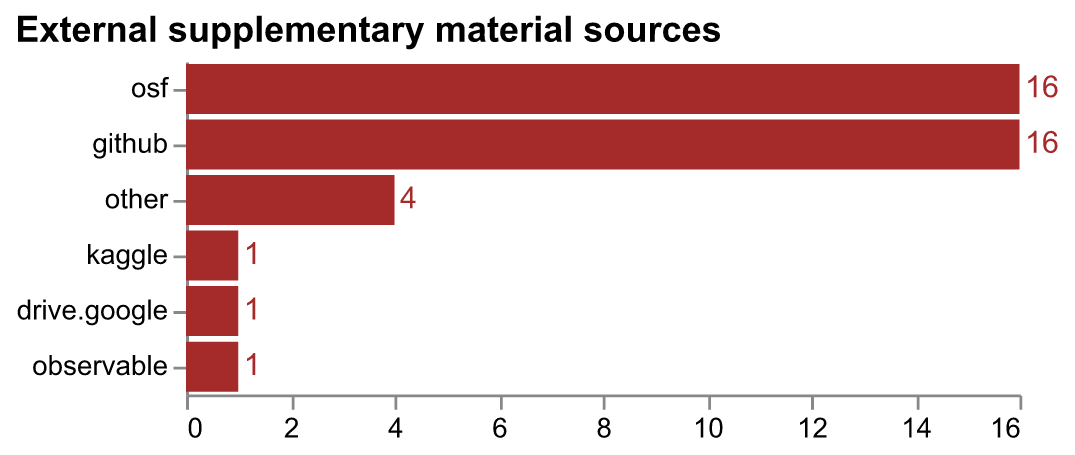 External supplementary material sources
osf 16
github 16
other 4
kaggle 1
drive.google 1
observable 1
0 2 4 6 8 10 12 14 16